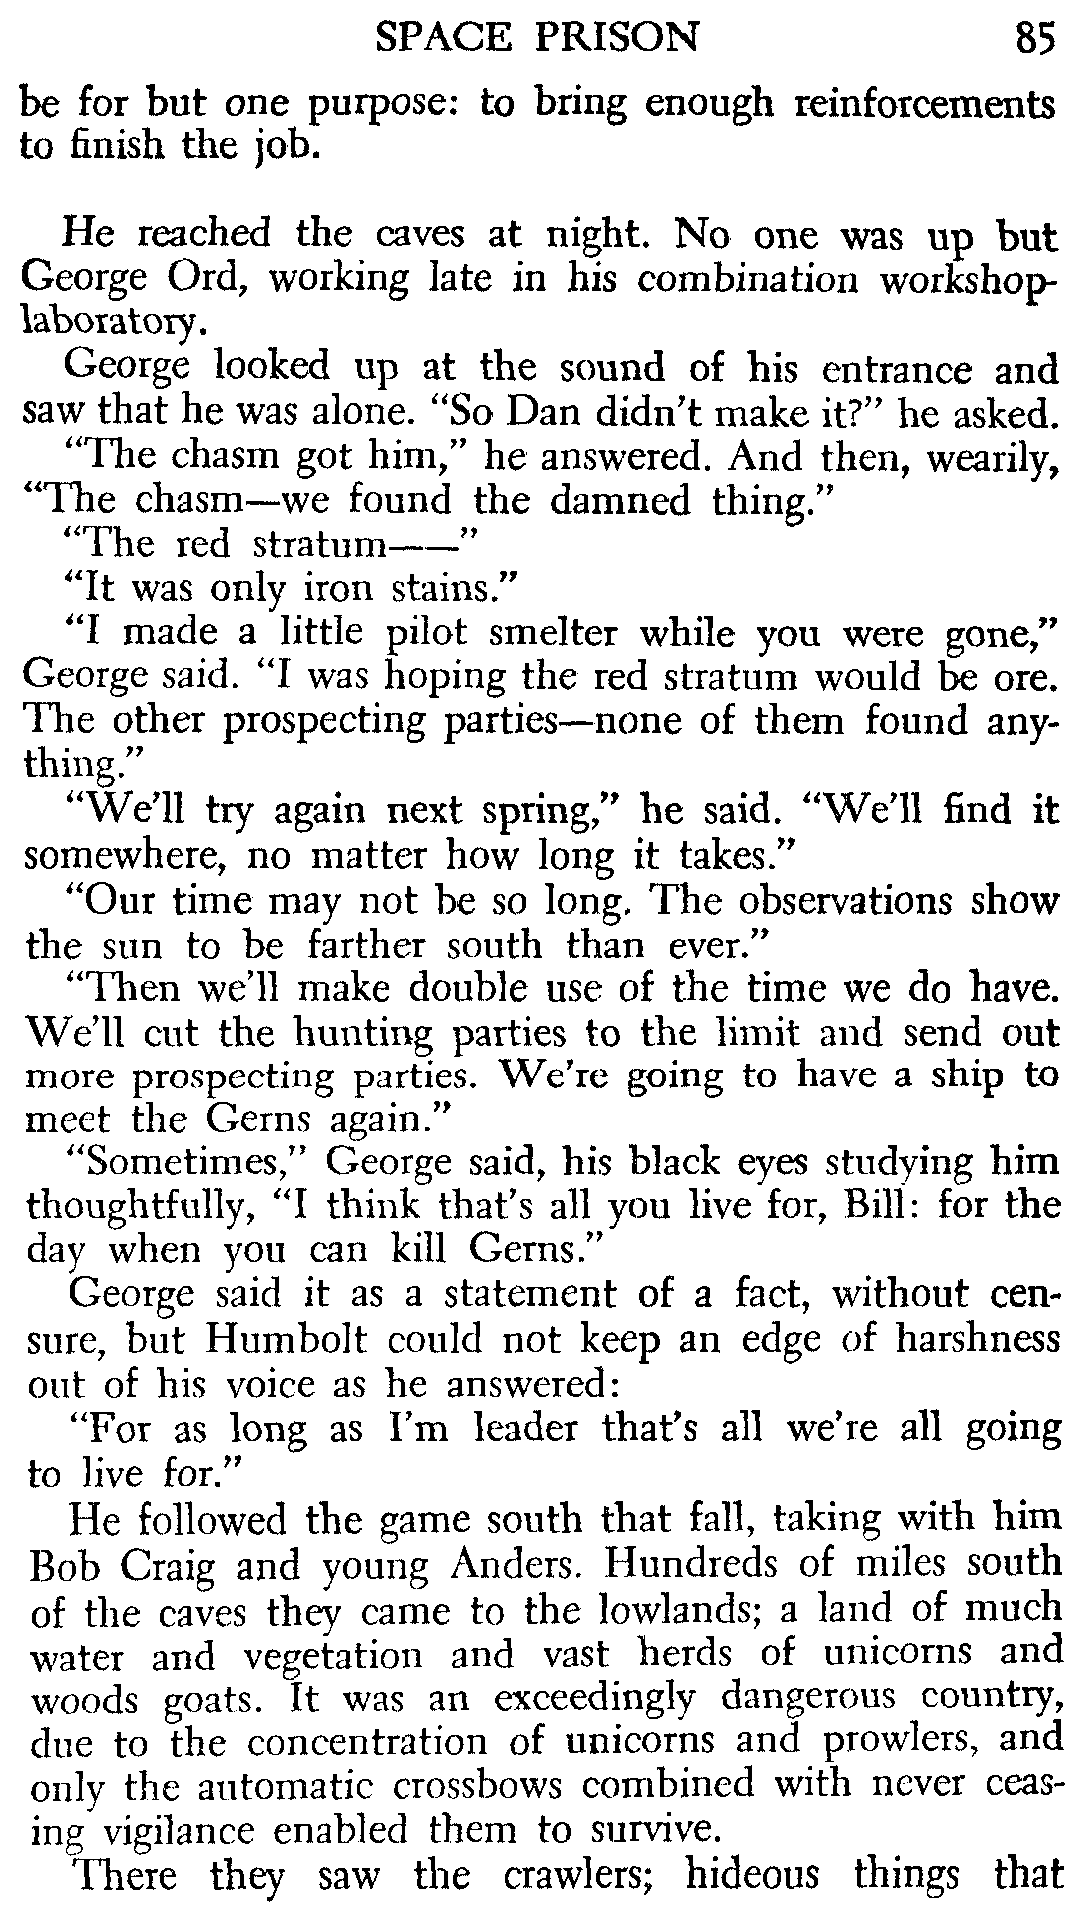 SPACE PRISON 85
be for but one purpose: to bring enough reinforcements
to finish the job.
He reached the caves at night. No one was up but
George Ord, working late in his combination workshop-
laboratory.
George looked up at the sound of his entrance and
saw that he was alone. “So Dan didn’t make it?” he asked.
“The chasm got him,” he answered. And then, wearily,
“The chasm—we found the damned thing.”
“The red stratum——”
“It was only iron stains.”
“I made a little pilot smelter while you were gone,”
George said. “I was hoping the red stratum would be ore.
The other prospecting parties—none of them found any-
thing.”
“We’ll try again next spring,” he said. “We’ll find it
somewhere, no matter how long it takes.”
“Our time may not be so long. The observations show
the sun to be farther south than ever.”
“Then we’ll make double use of the time we do have.
We’ll cut the hunting parties to the limit and send out
more prospecting parties. We’re going to have a ship to
meet the Gerns again.”
“Sometimes,” George said, his black eyes studying him
thoughtfully, “I think that’s all you live for, Bill: for the
day when you can kill Gerns.”
George said it as a statement of a fact, without cen-
sure, but Humbolt could not keep an edge of harshness
out of his voice as he answered:
“For as long as I’m leader that’s all we’re all going
to live for.”
He followed the game south that fall, taking with him
Bob Craig and young Anders. Hundreds of miles south
of the caves they came to the lowlands; a land of much
water and vegetation and vast herds of unicorns and
woods goats. It was an exceedingly dangerous country,
due to the concentration of unicorns and prowlers, and
only the automatic crossbows combined with never ceas-
ing vigilance enabled them to survive.
There they saw the crawlers; hideous things that